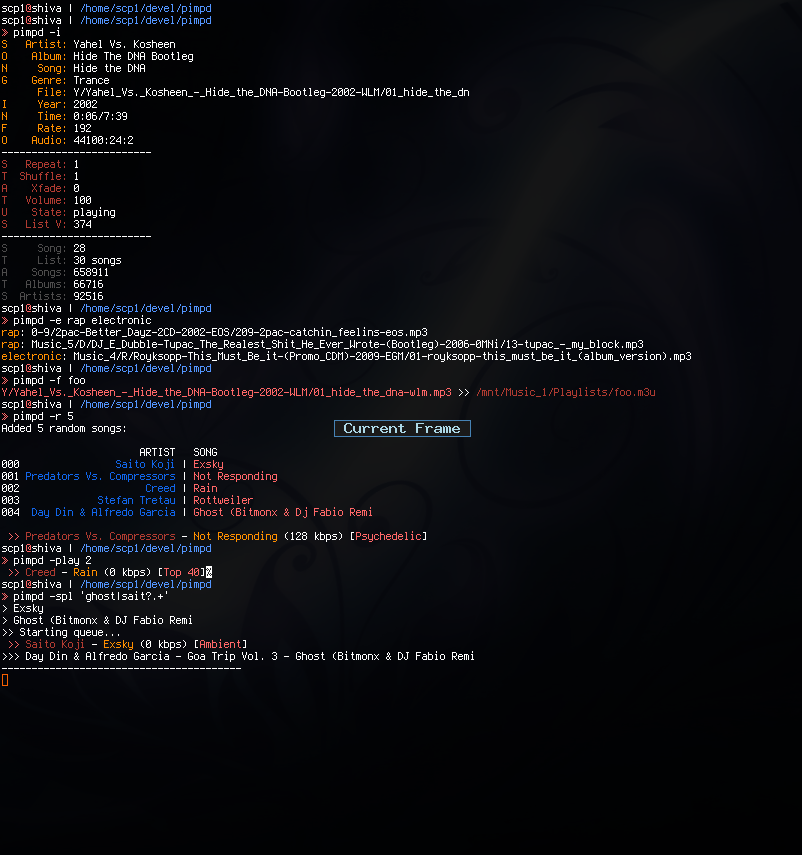 scp1@shiva | /home/scp1/devel/pimpd
scp1@shiva | /home/scp1/devel/pimpd
» pimpd -i
S Artist: Yahel Vs. Kosheen
O Album: Hide The DNA Bootleg
N Song: Hide the DNA
G Genre: Trance
File: Y/Yahel_Vs._Kosheen_-_Hide_the_DNA-Bootleg-2002-WLM/01_hide_the_dn
I Year: 2002
N Time: 0:06/7:39
F Rate: 192
O Audio: 44100:24:2
-------------------------
S Repeat: 1
T Shuffle: 1
A Xfade: 0
T Volume: 100
U State: playing
S List V: 374
-------------------------
S Song: 28
T List: 30 songs
A Songs: 658911
T Albums: 66716
S Artists: 92516
scp1@shiva | /home/scp1/devel/pimpd
» pimpd -e rap electronic
rap: 0-9/2pac-Better_Dayz-2CD-2002-EOS/209-2pac-catchin_feelins-eos.mp3
rap: Music_5/D/DJ_E_Dubble-Tupac_The_Realest_Shit_He_Ever_Wrote-(Bootleg)-2006-0MNi/13-tupac_-_my_block.mp3
electronic: Music_4/R/Royksopp-This_Must_Be_it-(Promo_CDM)-2009-EGM/01-royksopp-this_must_be_it_(album_version).mp3
scp1@shiva | /home/scp1/devel/pimpd
» pimpd -f foo
Y/Yahel_Vs._Kosheen_-_Hide_the_DNA-Bootleg-2002-WLM/01_hide_the_dna-wlm.mp3 >> /mnt/Music_1/Playlists/foo.m3u
scp1@shiva | /home/scp1/devel/pimpd
» pimpd -r 5
Added 5 random songs:
Current Frame
ARTIST SONG
000 Saito Koji | Exsky
001 Predators Vs. Compressors | Not Responding
002 Creed | Rain
003 Stefan Tretau | Rottweiler
004 Day Din & Alfredo Garcia | Ghost (Bitmonx & Dj Fabio Remi
>> Predators Vs. Compressors - Not Responding (128 kbps) [Psychedelic]
scp1@shiva | /home/scp1/devel/pimpd
» pimpd -play 2
>> Creed - Rain (0 kbps) [Top 40]%
scp1@shiva | /home/scp1/devel/pimpd
» pimpd -spl 'ghost|sait?.+'
> Exsky
> Ghost (Bitmonx & DJ Fabio Remi
>> Starting queue...
>> Saito Koji - Exsky (0 kbps) [Ambient]
>>> Day Din & Alfredo Garcia - Goa Trip Vol. 3 - Ghost (Bitmonx & DJ Fabio Remi
----------------------------------------